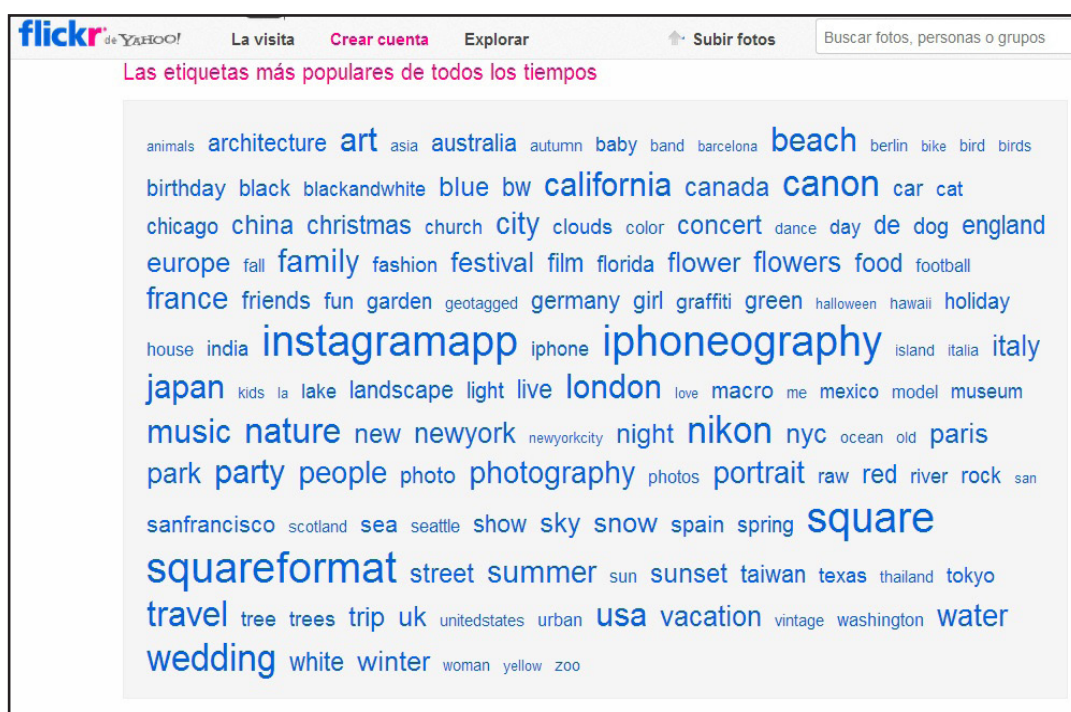 flickr de YAHOO! La visita Crear cuenta Explorar Subir fotos Buscar fotos, personas o grupos
Las etiquetas más populares de todos los tiempos
animals architecture art asia australia autumn baby band barcelona beach berlin bike bird birds
birthday black blackandwhite blue bw california canada canon car cat
chicago china christmas church city clouds color concert dance day de dog england
europe fall family fashion festival film florida flower flowers food football
france friends fun garden geotagged germany girl graffiti green halloween hawaii holiday
house india instagramapp iphone iphoneography island italia italy
japan kids la lake landscape light live london love macro me mexico model museum
music nature new newyork newyorkcity night nikon nyc ocean old paris
park party people photo photography photos portrait raw red river rock san
sanfrancisco scotland sea seattle show sky snow spain spring square
squareformat street summer sun sunset taiwan texas thailand tokyo
travel tree trees trip uk unitedstates urban usa vacation vintage washington water
wedding white winter woman yellow zoo